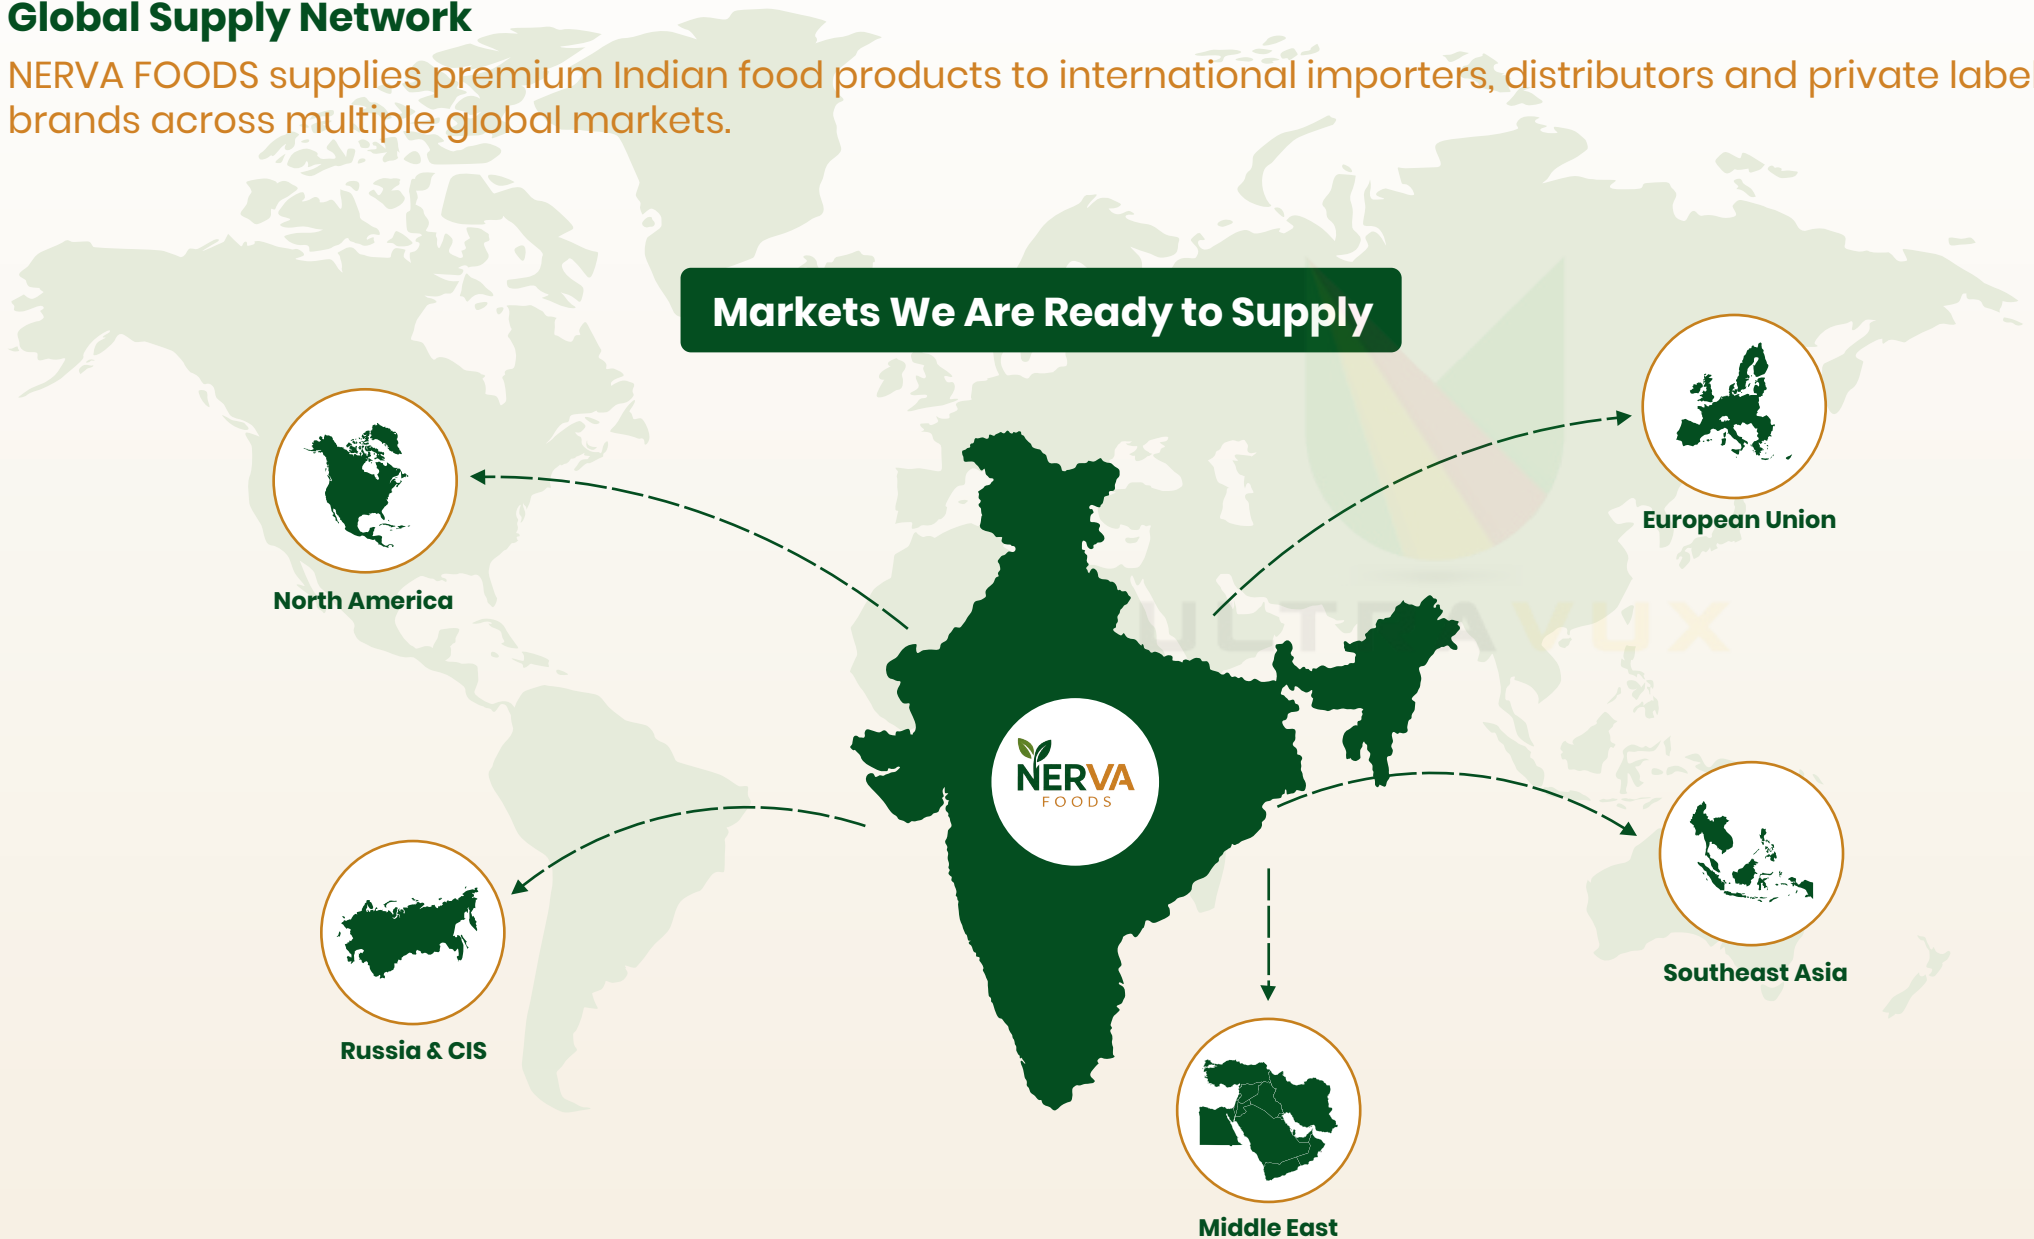 Global Supply Network
NERVA FOODS supplies premium Indian food products to international importers, distributors and private label
brands across multiple global markets.
Markets We Are Ready to Supply
European Union
North America
ULTRAVUX
NERVA
FOODS
Southeast Asia
Russia & CIS
Middle East